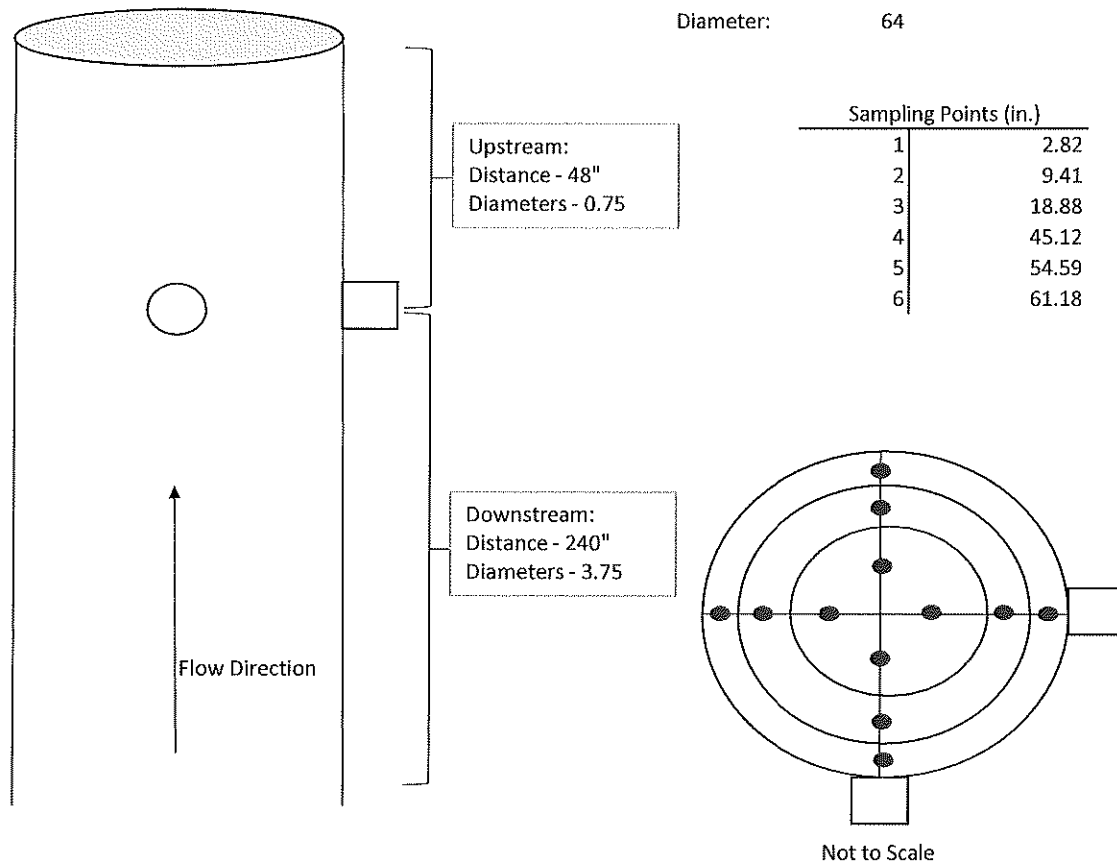 Diameter: 64
Sampling Points (in.)
1 2.82
2 9.41
3 18.88
4 45.12
5 54.59
6 61.18
Upstream:
Distance - 48"
Diameters - 0.75
Downstream:
Distance - 240"
Diameters - 3.75
Flow Direction
Not to Scale